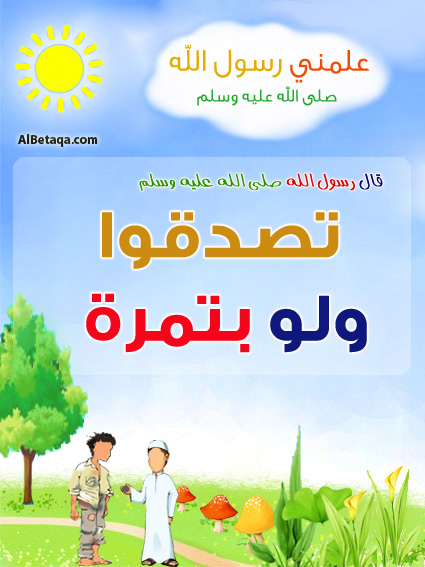 علمني رسول الله
صلى الله عليه وسلم
AlBetaqa.com
قال رسول الله صلى الله عليه وسلم
تصدقوا
ولو بتمرة